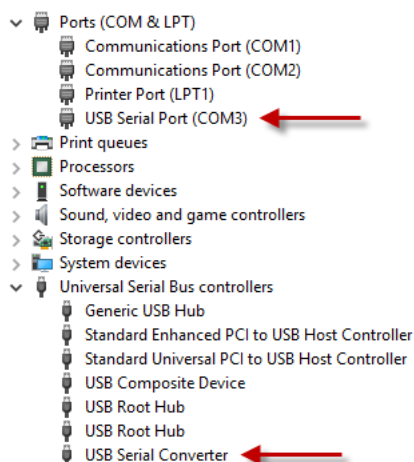 Ports (COM & LPT)
Communications Port (COM1)
Communications Port (COM2)
Printer Port (LPT1)
USB Serial Port (COM3)
Print queues
Processors
Software devices
Sound, video and game controllers
Storage controllers
System devices
Universal Serial Bus controllers
Generic USB Hub
Standard Enhanced PCI to USB Host Controller
Standard Universal PCI to USB Host Controller
USB Composite Device
USB Root Hub
USB Root Hub
USB Serial Converter